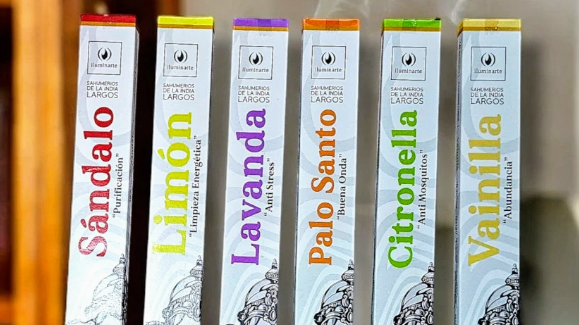 iluminarte
SAHUMERIOS
DE LA INDIA
LARGOS
Sándalo
"Purificación"
iluminarte
SAHUMERIOS
DE LA INDIA
LARGOS
Limón
"Limpieza Energética"
iluminarte
SAHUMERIOS
DE LA INDIA
LARGOS
Lavanda
"Anti Stress"
iluminarte
SAHUMERIOS
DE LA INDIA
LARGOS
Palo Santo
"Buena Onda"
iluminarte
SAHUMERIOS
DE LA INDIA
LARGOS
Citronella
"Anti Mosquitos"
iluminarte
SAHUMERIOS
DE LA INDIA
LARGOS
Vainilla
"Abundancia"